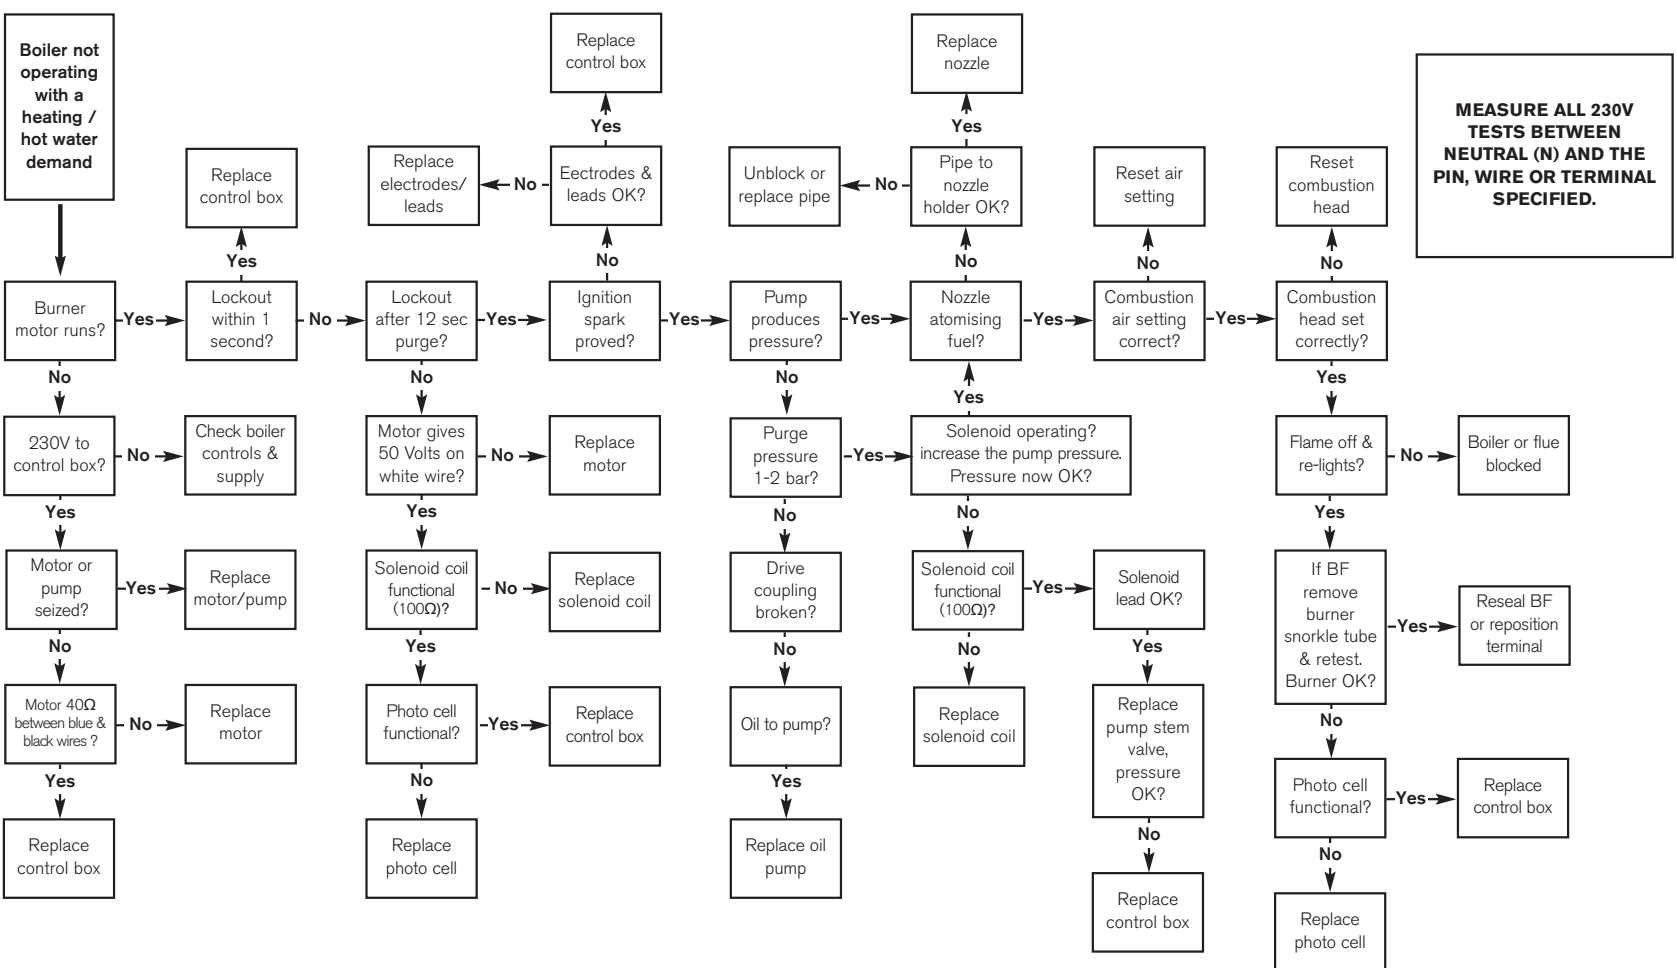 Boiler not
operating
with a
heating /
hot water
demand
Burner
motor runs?
Yes
No
230V to
control box?
No
Check boiler
controls &
supply
Yes
Motor or
pump
seized?
Yes
Replace
motor/pump
No
Motor 40Ω
between blue &
black wires ?
No
Replace
motor
Yes
Replace
control box
Replace
control box
Yes
Lockout
within 1
second?
No
Lockout
after 12 sec
purge?
Yes
No
Motor gives
50 Volts on
white wire?
No
Replace
motor
Yes
Solenoid coil
functional
(100Ω)?
No
Replace
solenoid coil
Yes
Photo cell
functional?
Yes
Replace
control box
No
Replace
photo cell
Replace
control box
Yes
Replace
electrodes/
leads
No
Eectrodes &
leads OK?
No
Ignition
spark
proved?
Yes
Pump
produces
pressure?
Yes
No
Purge
pressure
1-2 bar?
Yes
No
Drive
coupling
broken?
No
Oil to pump?
Yes
Replace oil
pump
Replace
nozzle
Yes
Unblock or
replace pipe
No
Pipe to
nozzle
holder OK?
No
Nozzle
atomising
fuel?
Yes
Yes
Solenoid operating?
increase the pump pressure.
Pressure now OK?
No
Solenoid coil
functional
(100Ω)?
Yes
Solenoid
lead OK?
No
Replace
solenoid coil
Yes
Replace
pump stem
valve,
pressure
OK?
No
Replace
control box
Reset air
setting
No
Combustion
air setting
correct?
Yes
Reset
combustion
head
No
Combustion
head set
correctly?
Yes
Flame off &
re-lights?
No
Boiler or flue
blocked
Yes
If BF
remove
burner
snorkle tube
& retest.
Burner OK?
Yes
Reseal BF
or reposition
terminal
No
Photo cell
functional?
Yes
Replace
control box
No
Replace
photo cell
MEASURE ALL 230V
TESTS BETWEEN
NEUTRAL (N) AND THE
PIN, WIRE OR TERMINAL
SPECIFIED.